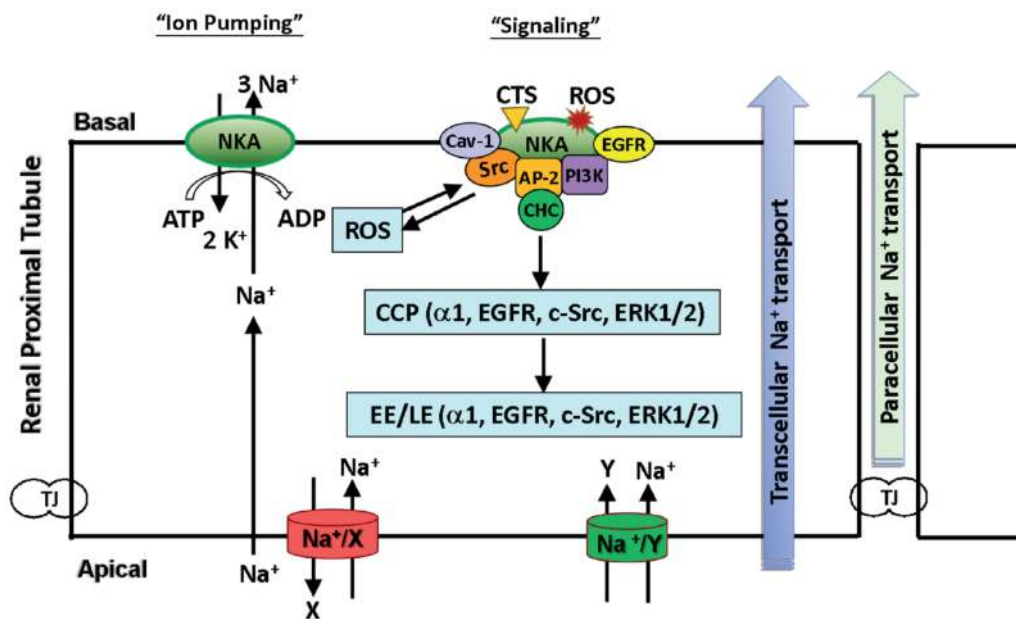 “Ion Pumping”
“Signaling”
3 Na⁺
CTS
ROS
Basal
NKA
Cav-1
NKA
EGFR
Src
AP-2
PI3K
CHC
ATP
ADP
2 K⁺
ROS
Na⁺
CCP (α1, EGFR, c-Src, ERK1/2)
EE/LE (α1, EGFR, c-Src, ERK1/2)
Renal Proximal Tubule
Transcellular Na⁺ transport
Paracellular Na⁺ transport
TJ
Na⁺
Y
Na⁺
TJ
Na⁺/X
Na⁺/Y
Apical
Na⁺
X